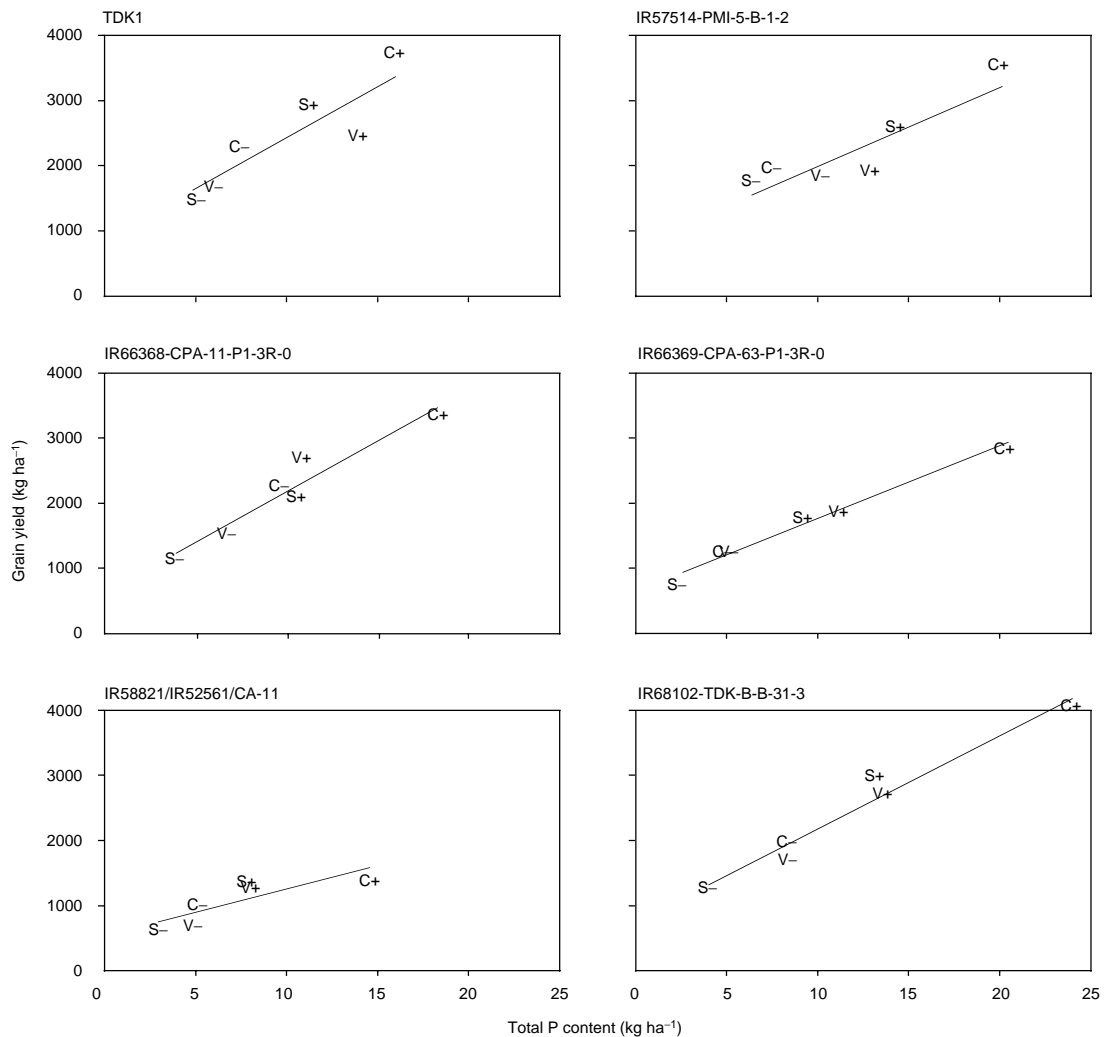 TDK1
4000
3000
2000
1000
0
C+
S+
V+
C–
V–
S–
IR57514-PMI-5-B-1-2
C+
S+
C–
V+
S–
V–
IR66368-CPA-11-P1-3R-0
4000
3000
2000
1000
0
C+
V+
C–
S+
V–
S–
IR66369-CPA-63-P1-3R-0
C+
S+
V+
C
V–
S–
Grain yield (kg ha⁻¹)
IR58821/IR52561/CA-11
4000
3000
2000
1000
0
S+
V+
C+
C–
V–
S–
0 5 10 15 20 25
IR68102-TDK-B-B-31-3
C+
S+
V+
C–
V–
S–
0 5 10 15 20 25
Total P content (kg ha⁻¹)